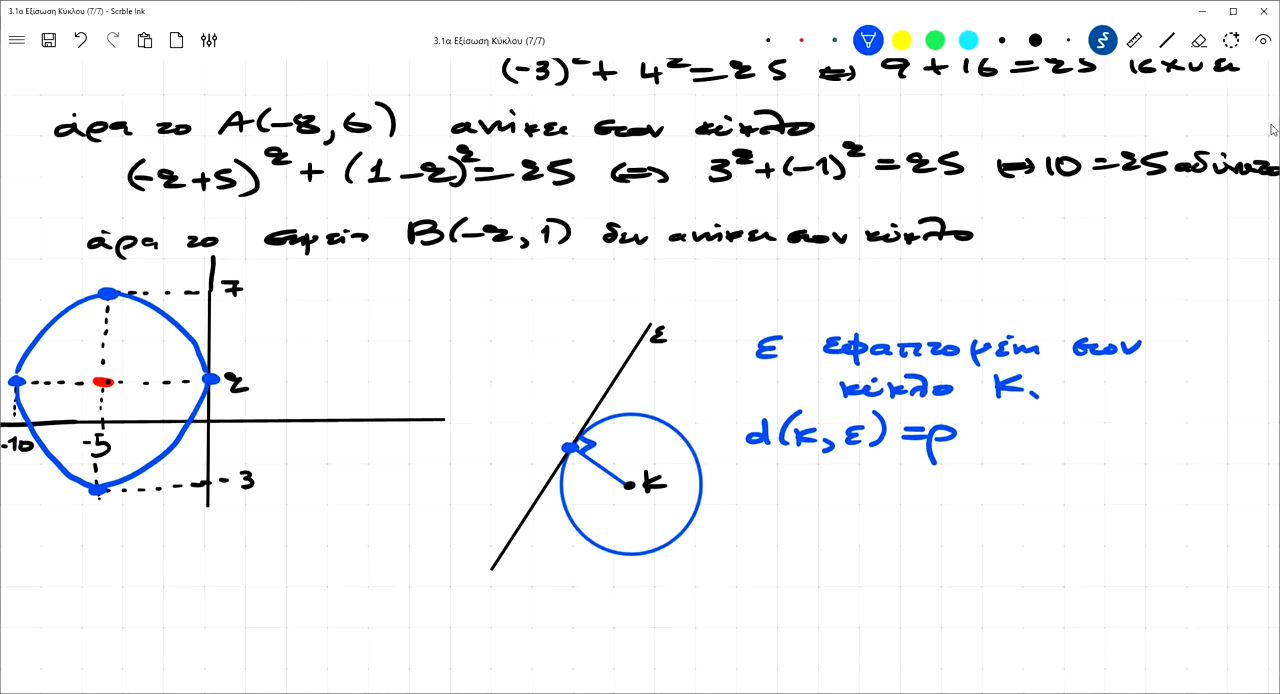 3.1α Εξίσωση Κύκλου (7/7) - Scrble Ink
3.1α Εξίσωση Κύκλου (7/7)
(-3)² + 4² = 25 ⇔ 9 + 16 = 25 ισχυει
άρα το A(-8, 6) ανήκει στον κύκλο
(-2+5)² + (1-2)² = 25 ⇔ 3² + (-1)² = 25 ⇔ 10 = 25 αδύνατο
άρα το σημείο B(-2, 1) δεν ανήκει στον κύκλο
7
2
-10
-5
-3
ε
K
ε εφαπτομένη στον
κύκλο K.
d(κ, ε) = ρ